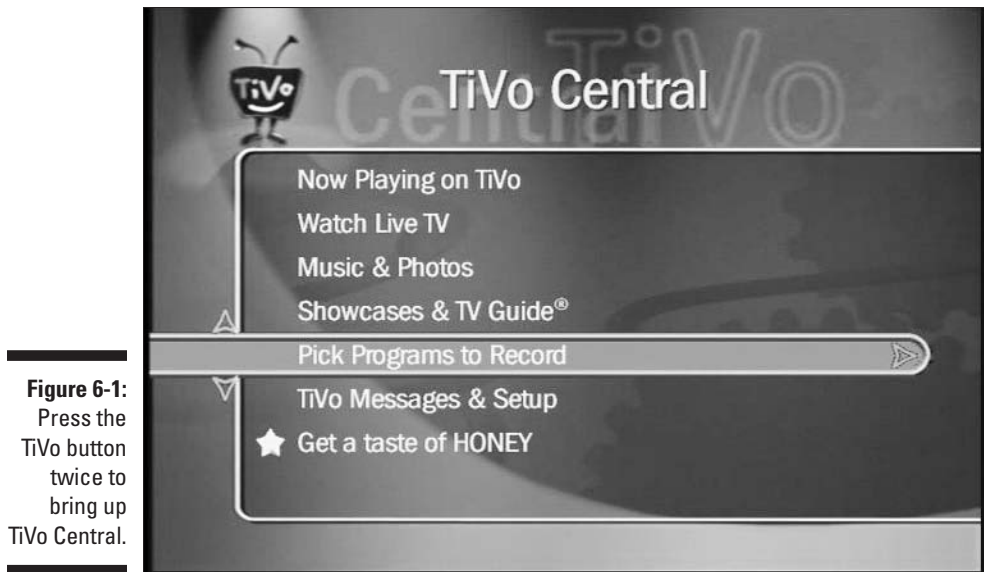 TiVo
Central
TiVo
TiVo Central
Now Playing on TiVo
Watch Live TV
Music & Photos
Showcases & TV Guide®
Pick Programs to Record
TiVo Messages & Setup
Get a taste of HONEY
Figure 6-1:
Press the
TiVo button
twice to
bring up
TiVo Central.